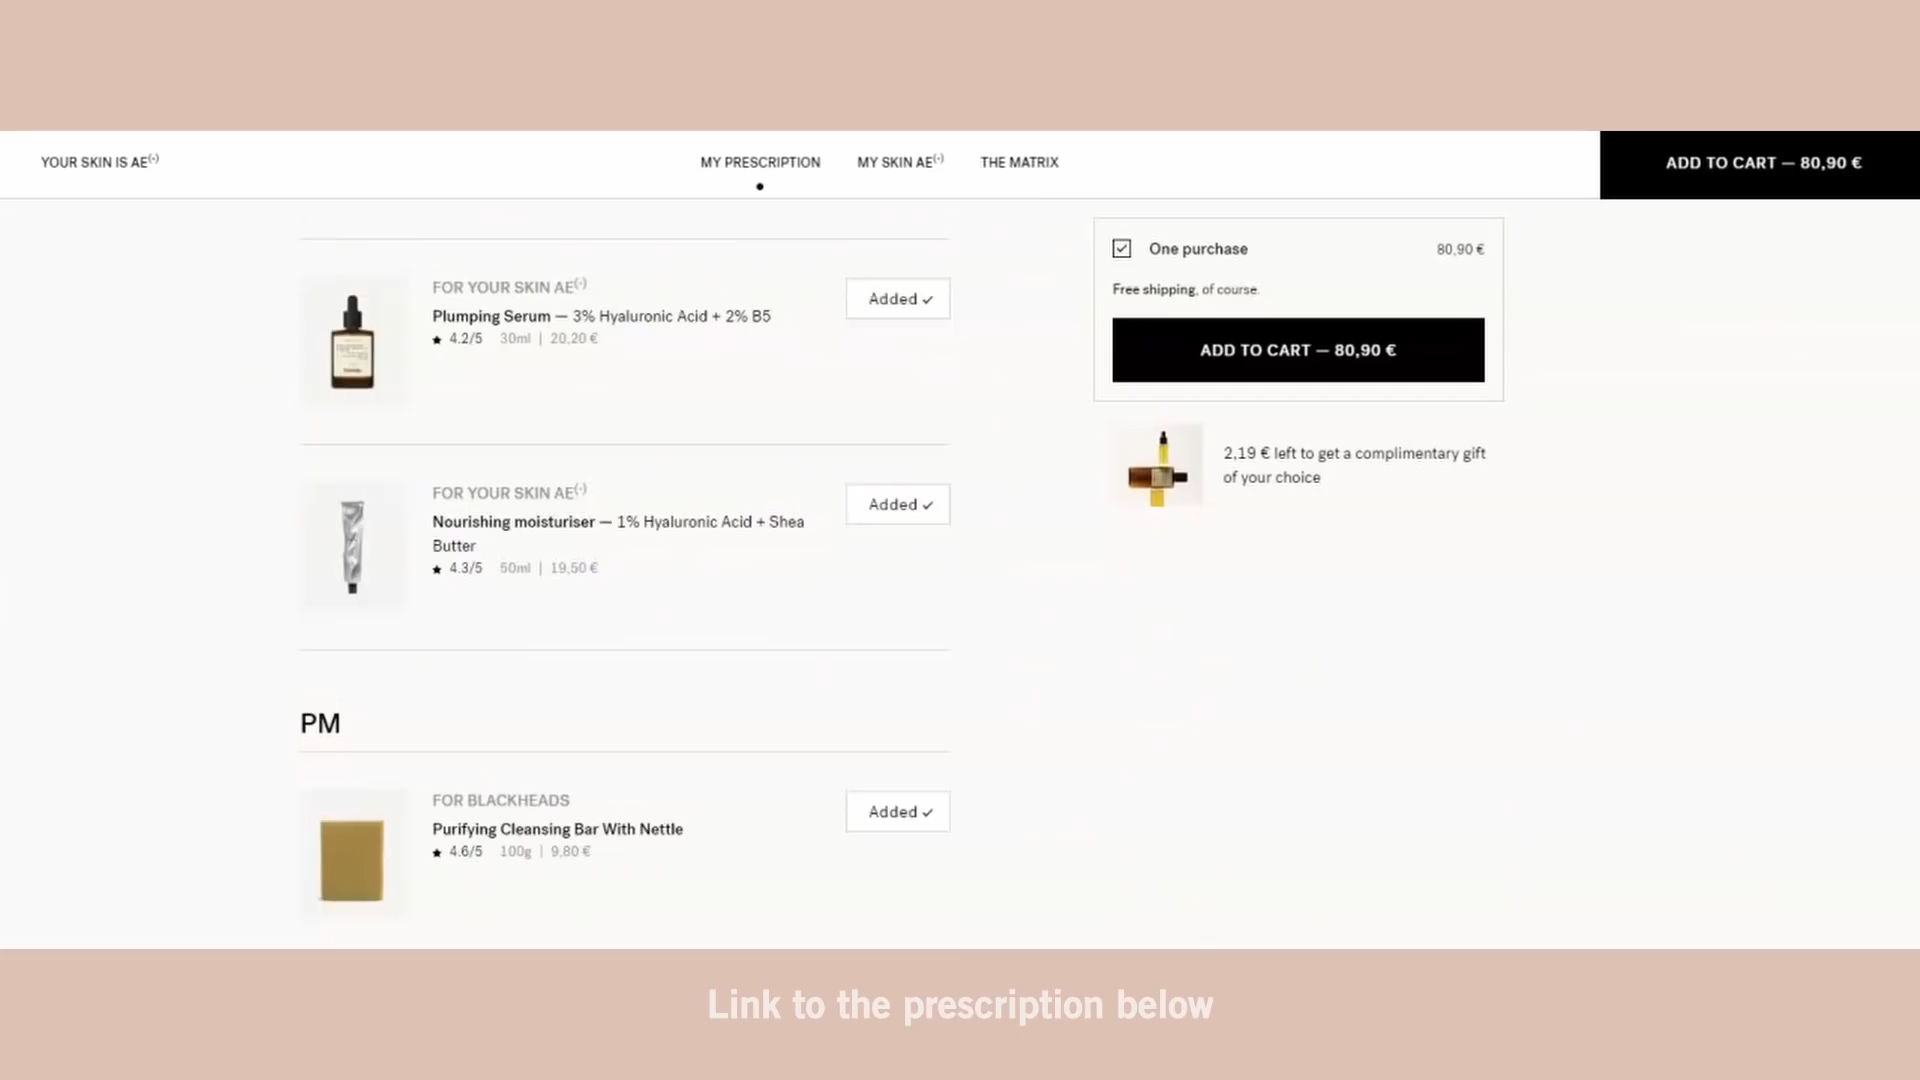 YOUR SKIN IS AE(·)
MY PRESCRIPTION
MY SKIN AE(·)
THE MATRIX
ADD TO CART — 80,90 €
FOR YOUR SKIN AE(·)
Plumping Serum — 3% Hyaluronic Acid + 2% B5
★ 4.2/5 30ml | 20,20 €
Added ✓
FOR YOUR SKIN AE(·)
Nourishing moisturiser — 1% Hyaluronic Acid + Shea
Butter
★ 4.3/5 50ml | 19,50 €
Added ✓
PM
FOR BLACKHEADS
Purifying Cleansing Bar With Nettle
★ 4.6/5 100g | 9,80 €
Added ✓
One purchase 80,90 €
Free shipping, of course.
ADD TO CART — 80,90 €
2,19 € left to get a complimentary gift
of your choice
Link to the prescription below